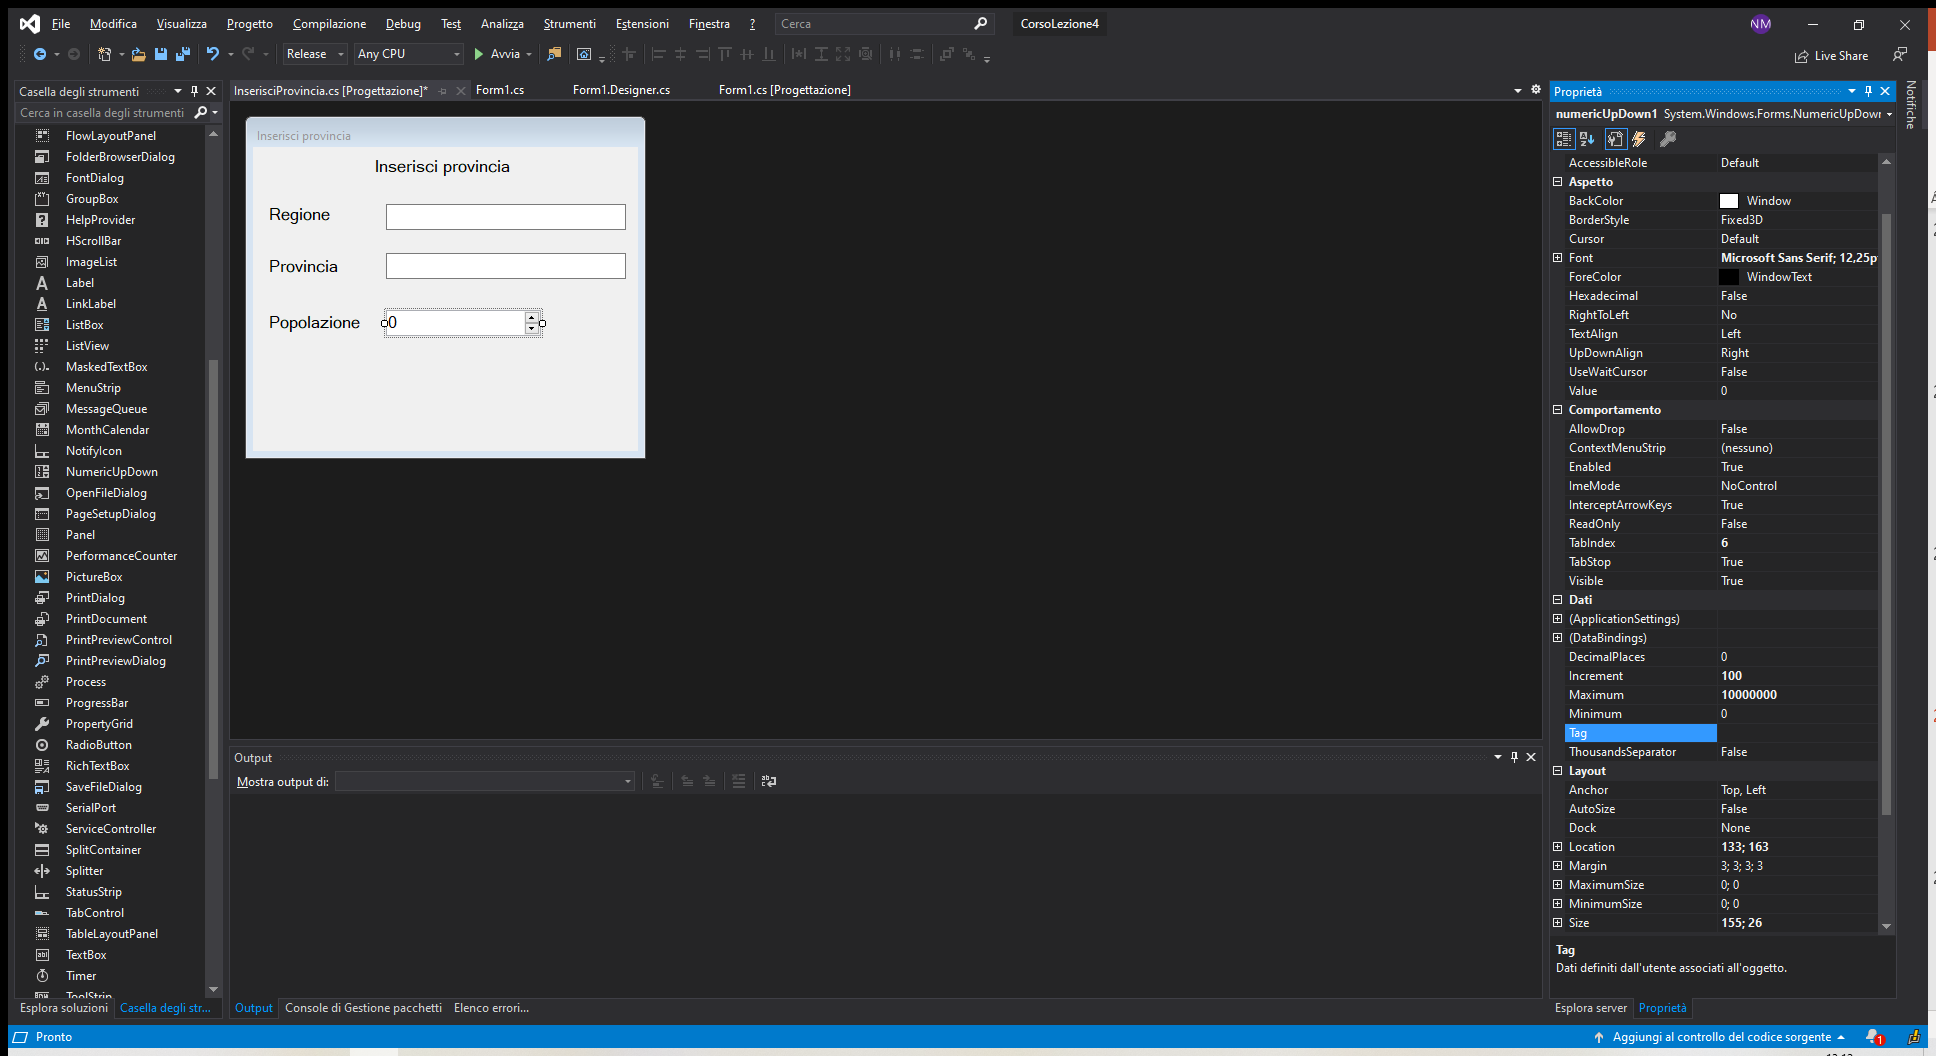 File Modifica Visualizza Progetto Compilazione Debug Test Analizza Strumenti Estensioni Finestra ? Cerca CorsoLezione4 NM
Release Any CPU Avvia Live Share
Casella degli strumenti
Cerca in casella degli strumenti
FlowLayoutPanel
FolderBrowserDialog
FontDialog
GroupBox
HelpProvider
HScrollBar
ImageList
Label
LinkLabel
ListBox
ListView
MaskedTextBox
MenuStrip
MessageQueue
MonthCalendar
NotifyIcon
NumericUpDown
OpenFileDialog
PageSetupDialog
Panel
PerformanceCounter
PictureBox
PrintDialog
PrintDocument
PrintPreviewControl
PrintPreviewDialog
Process
ProgressBar
PropertyGrid
RadioButton
RichTextBox
SaveFileDialog
SerialPort
ServiceController
SplitContainer
Splitter
StatusStrip
TabControl
TableLayoutPanel
TextBox
Timer
ToolStrip
Esplora soluzioni Casella degli str...
InserisciProvincia.cs [Progettazione]* Form1.cs Form1.Designer.cs Form1.cs [Progettazione]
Inserisci provincia
Inserisci provincia
Regione
Provincia
Popolazione 0
Output
Mostra output di:
Output Console di Gestione pacchetti Elenco errori...
Proprietà
numericUpDown1 System.Windows.Forms.NumericUpDown
AccessibleRole Default
Aspetto
BackColor Window
BorderStyle Fixed3D
Cursor Default
Font Microsoft Sans Serif; 12,25p
ForeColor WindowText
Hexadecimal False
RightToLeft No
TextAlign Left
UpDownAlign Right
UseWaitCursor False
Value 0
Comportamento
AllowDrop False
ContextMenuStrip (nessuno)
Enabled True
ImeMode NoControl
InterceptArrowKeys True
ReadOnly False
TabIndex 6
TabStop True
Visible True
Dati
(ApplicationSettings)
(DataBindings)
DecimalPlaces 0
Increment 100
Maximum 10000000
Minimum 0
Tag
ThousandsSeparator False
Layout
Anchor Top, Left
AutoSize False
Dock None
Location 133; 163
Margin 3; 3; 3; 3
MaximumSize 0; 0
MinimumSize 0; 0
Size 155; 26
Tag
Dati definiti dall'utente associati all'oggetto.
Esplora server Proprietà
Notifiche
Pronto Aggiungi al controllo del codice sorgente 1